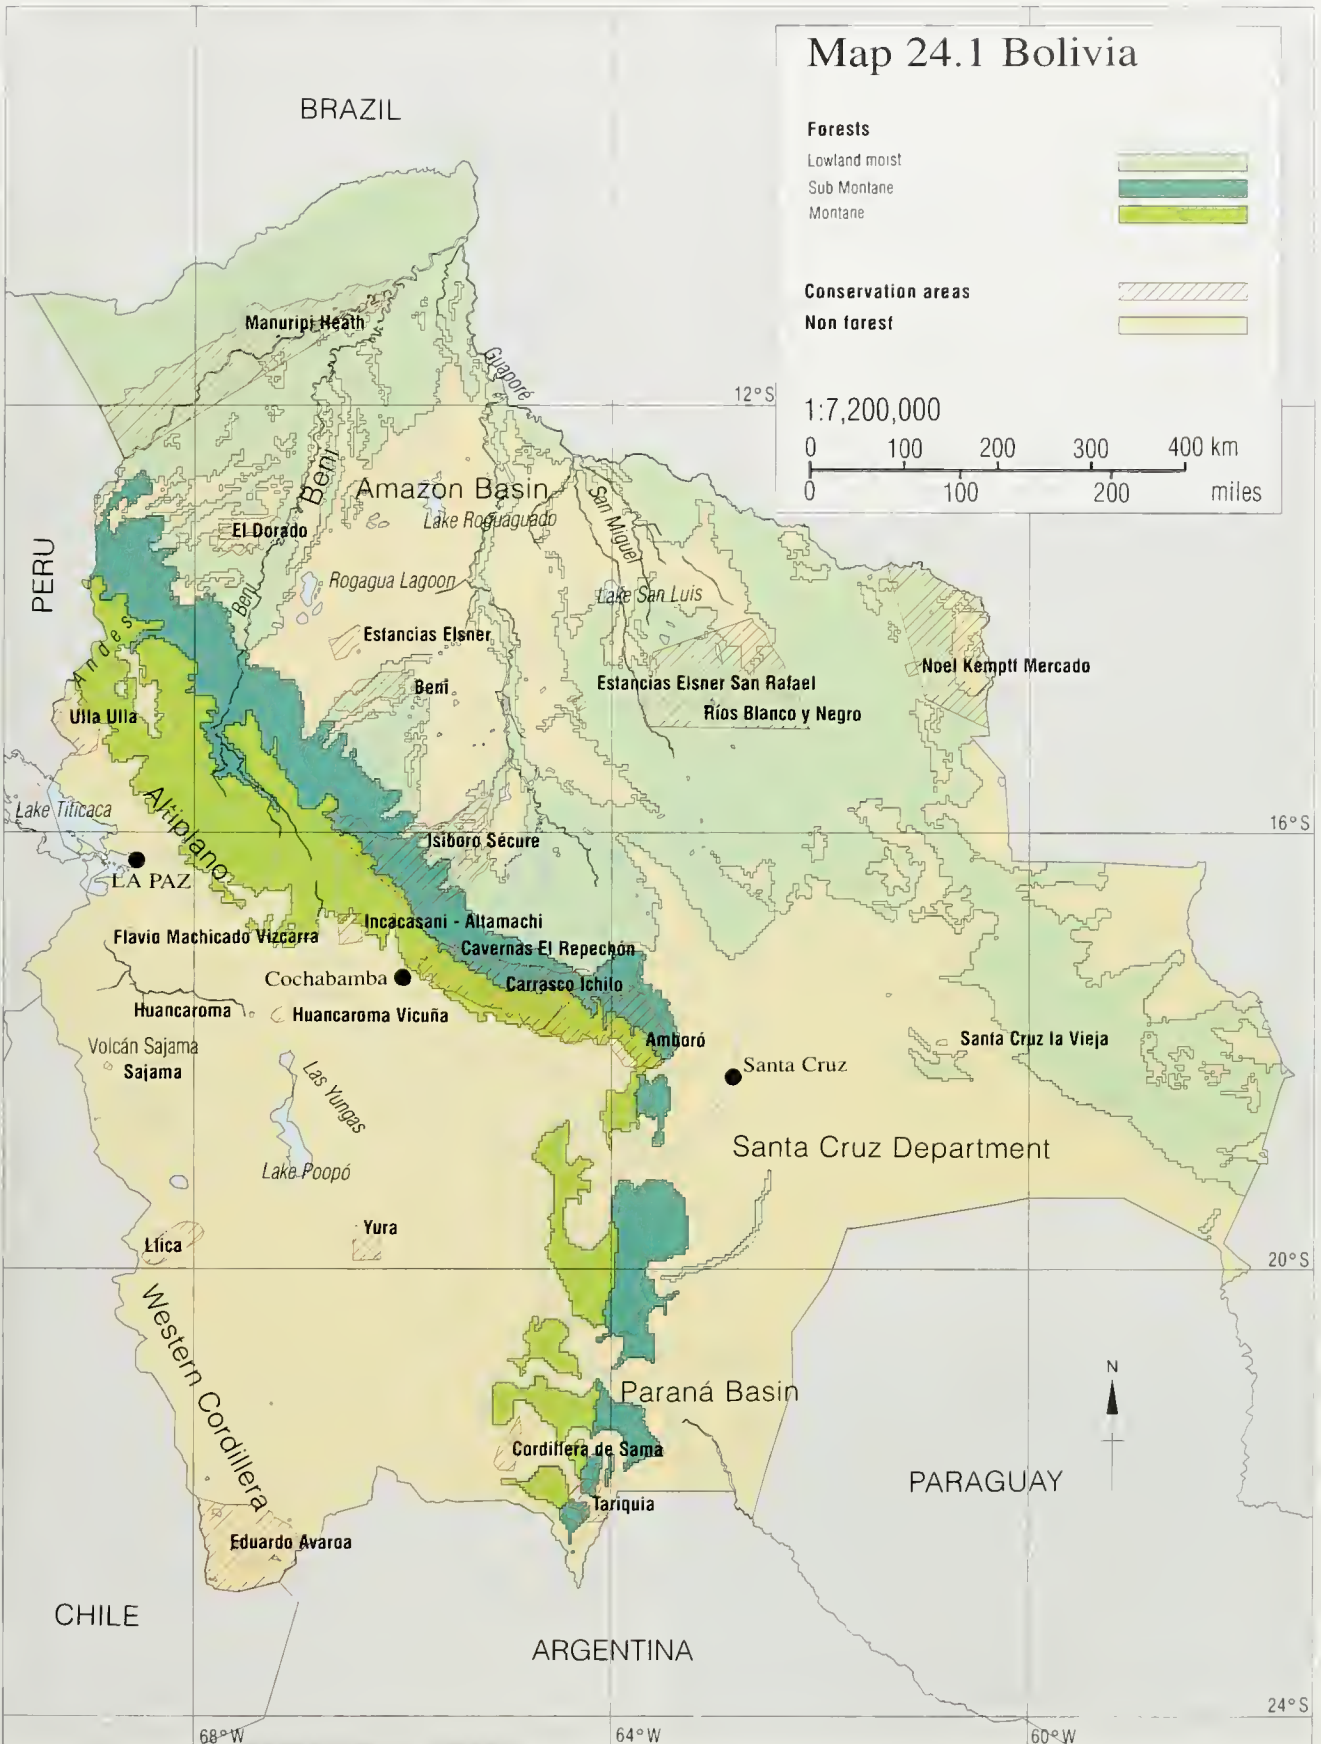 Map 24.1 Bolivia
BRAZIL
Forests
Lowland moist
Sub Montane
Montane
Conservation areas
Non forest
1:7,200,000
0 100 200 300 400 km
0 100 200 miles
Manuripi Heath
Guaporé
12°S
Beni
Amazon Basin
Lake Roguaguado
San Miguel
El Dorado
PERU
Rogagua Lagoon
Beni
Lake San Luis
Andes
Estancias Elsner
Noel Kempff Mercado
Beni
Estancias Elsner San Rafael
Ríos Blanco y Negro
Ulla Ulla
Lake Titicaca
Altiplano
Isiboro Sécure
16°S
LA PAZ
Incacasani - Altamachi
Flavio Machicado Vizcarra
Cavernas El Repechón
Cochabamba
Carrasco Ichilo
Huancaroma
Huancaroma Vicuña
Amboró
Santa Cruz la Vieja
Volcán Sajama
Sajama
Las Yungas
Santa Cruz
Santa Cruz Department
Lake Poopó
Yura
Llica
20°S
Western Cordillera
N
Paraná Basin
Cordillera de Sama
PARAGUAY
Tariquia
Eduardo Avaroa
CHILE
ARGENTINA
24°S
68°W 64°W 60°W